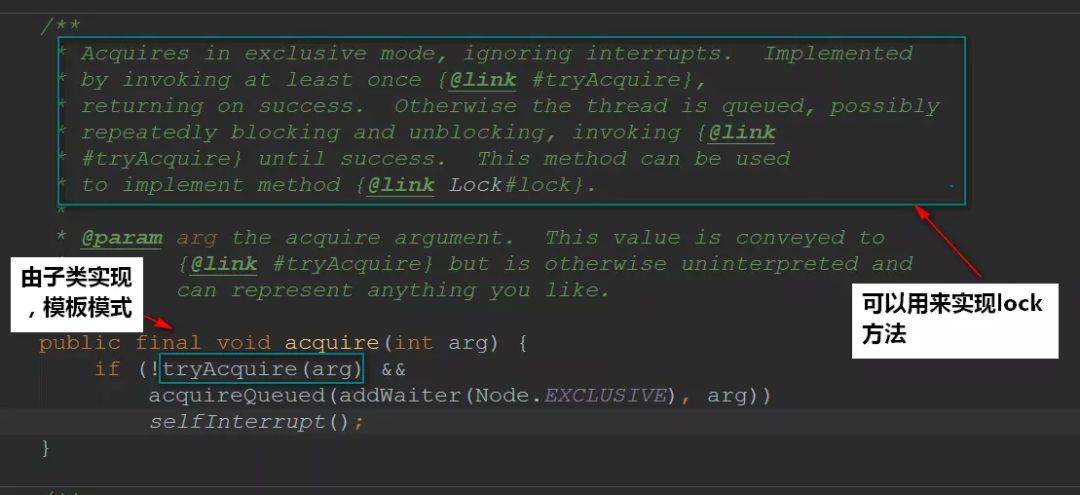 /**
* Acquires in exclusive mode, ignoring interrupts.  Implemented
* by invoking at least once {@link #tryAcquire},
* returning on success.  Otherwise the thread is queued, possibly
* repeatedly blocking and unblocking, invoking {@link
* #tryAcquire} until success.  This method can be used
* to implement method {@link Lock#lock}.
*
* @param arg the acquire argument.  This value is conveyed to
{@link #tryAcquire} but is otherwise uninterpreted and
can represent anything you like.
由子类实现
，模板模式
可以用来实现lock
方法
public final void acquire(int arg) {
if (!tryAcquire(arg) &&
acquireQueued(addWaiter(Node.EXCLUSIVE), arg))
selfInterrupt();
}